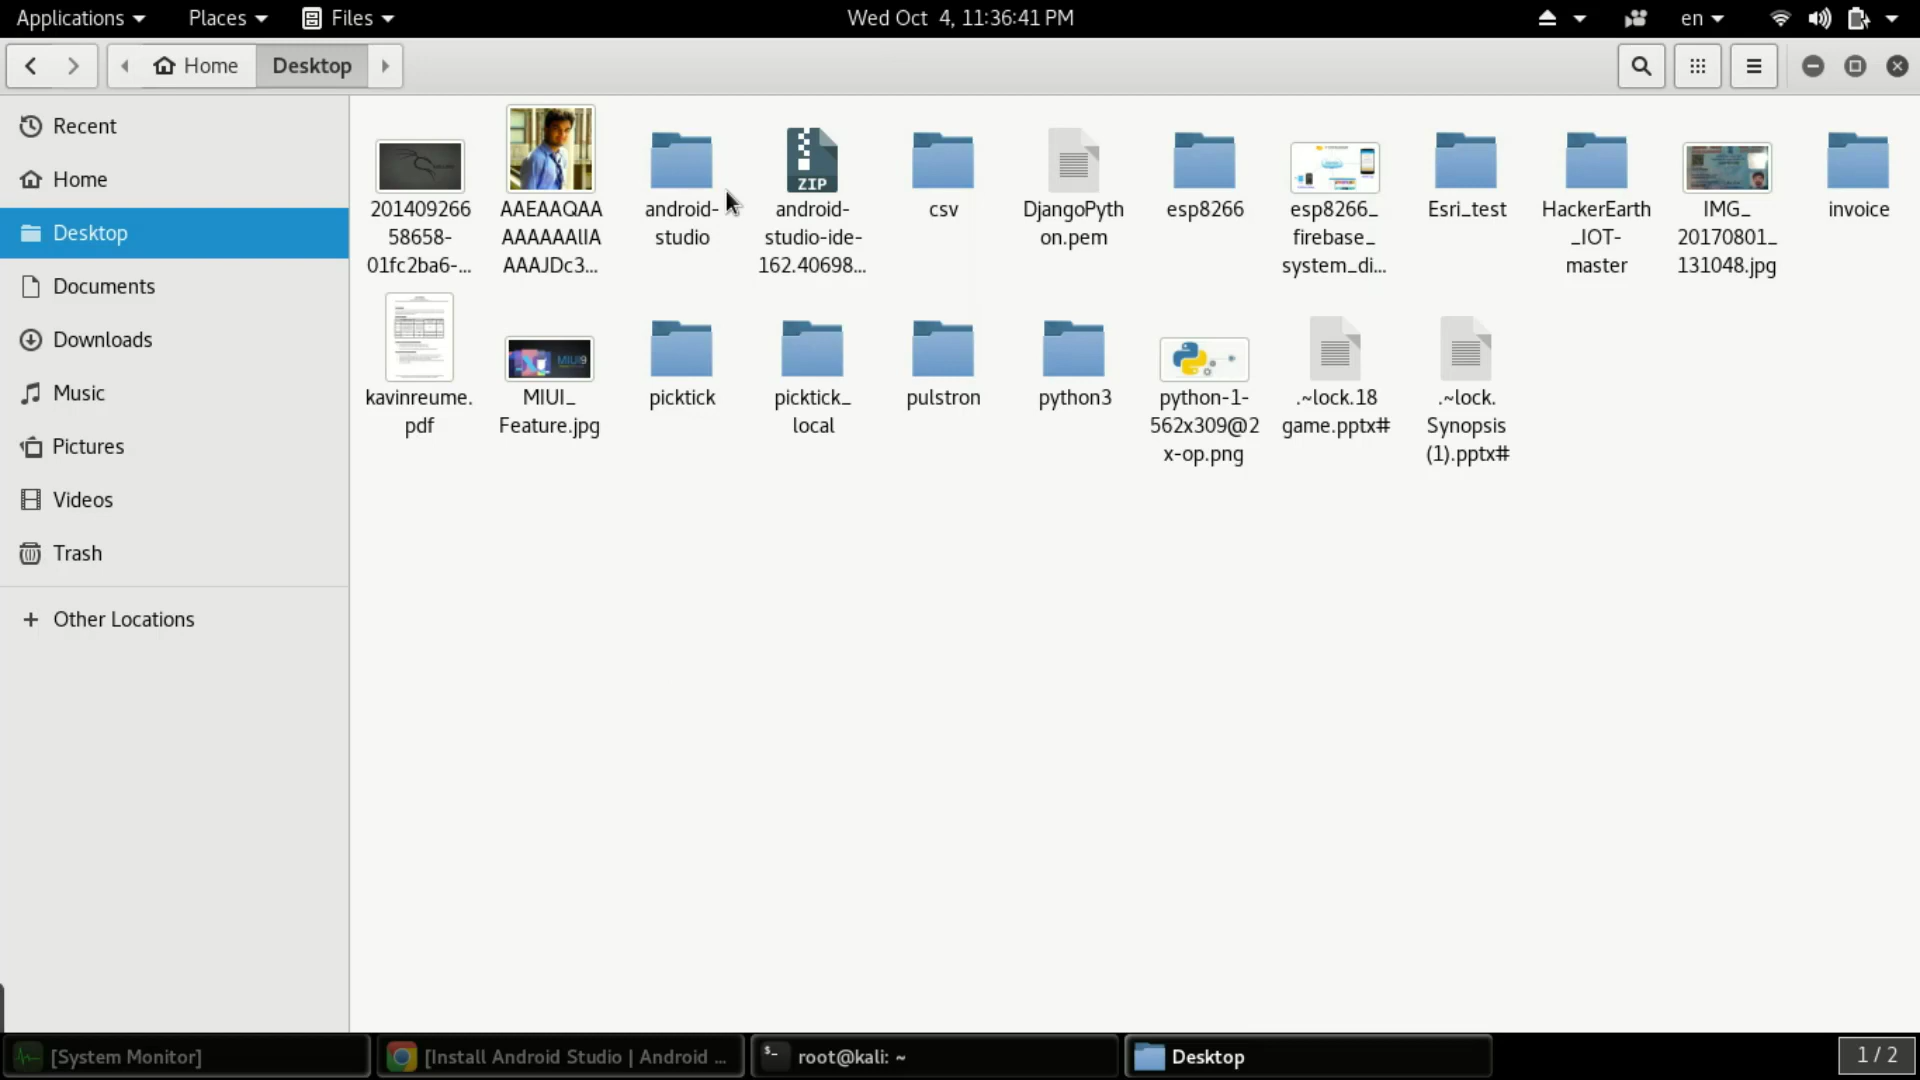 Applications Places Files Wed Oct 4, 11:36:41 PM en
Home Desktop
Recent
Home
Desktop
Documents
Downloads
Music
Pictures
Videos
Trash
+ Other Locations
201409266
58658-
01fc2ba6-...
AAEAAQAA
AAAAAAlIA
AAAJDc3...
android-
studio
ZIP
android-
studio-ide-
162.40698...
csv
DjangoPyth
on.pem
esp8266
esp8266_
firebase_
system_di...
Esri_test
HackerEarth
_IOT-
master
IMG_
20170801_
131048.jpg
invoice
kavinreume.
pdf
MIUI9
MIUI_
Feature.jpg
picktick
picktick_
local
pulstron
python3
python-1-
562x309@2
x-op.png
.~lock.18
game.pptx#
.~lock.
Synopsis
(1).pptx#
[System Monitor] [Install Android Studio | Android ... root@kali: ~ Desktop 1 / 2